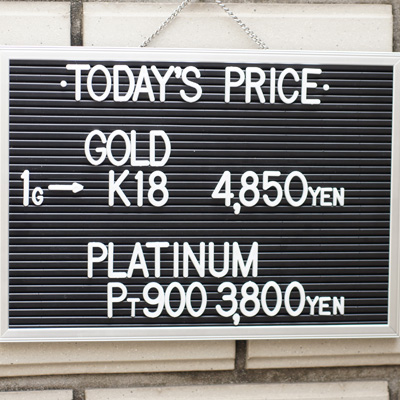 ·TODAY'S PRICE·
GOLD
1G→ K18 4,850YEN
PLATINUM
PT900 3,800YEN